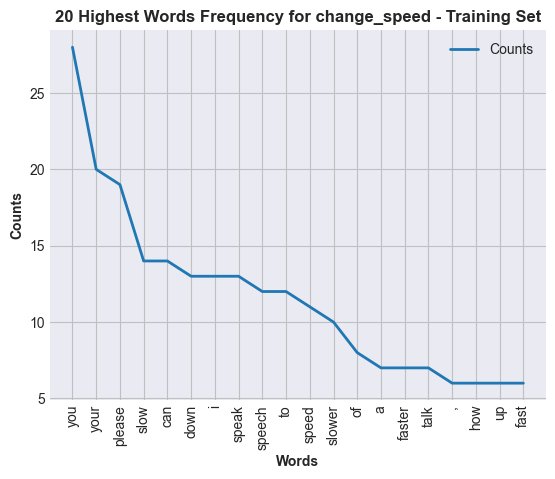 20 Highest Words Frequency for change_speed - Training Set
Counts
Counts
25
20
15
10
5
you
your
please
slow
can
down
i
speak
speech
to
speed
slower
of
a
faster
talk
,
how
up
fast
Words